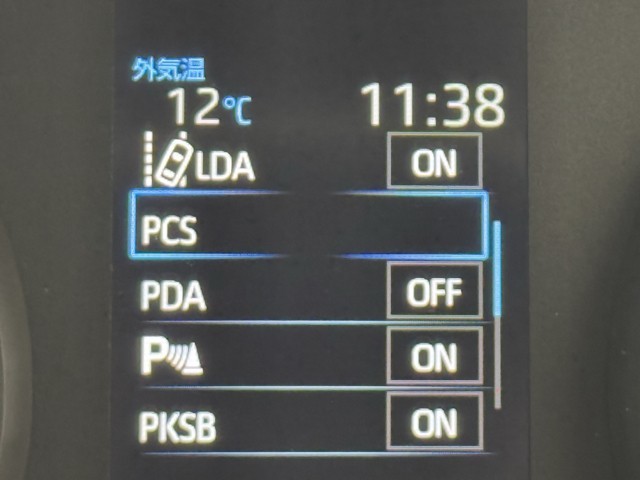 外気温
12℃ 11:38
LDA ON
PCS
PDA OFF
P ON
PKSB ON